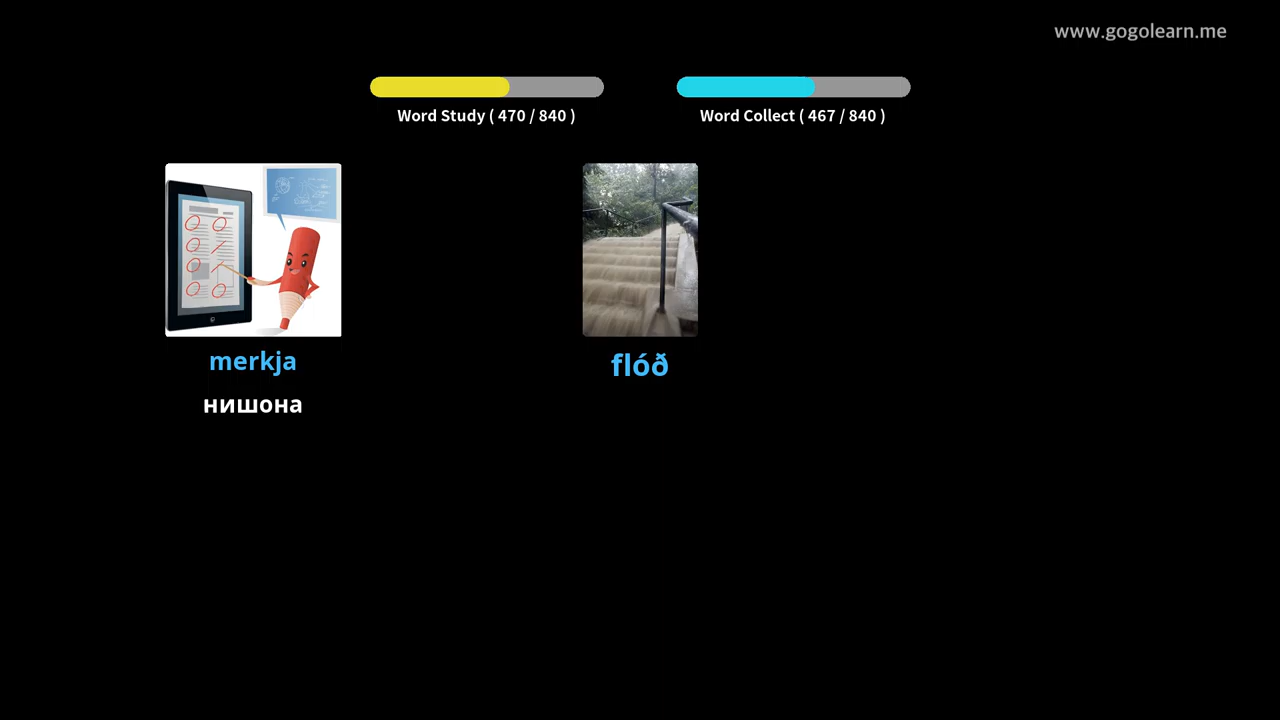 www.gogolearn.me
Word Study ( 470 / 840 )
Word Collect ( 467 / 840 )
merkja
нишона
flóð